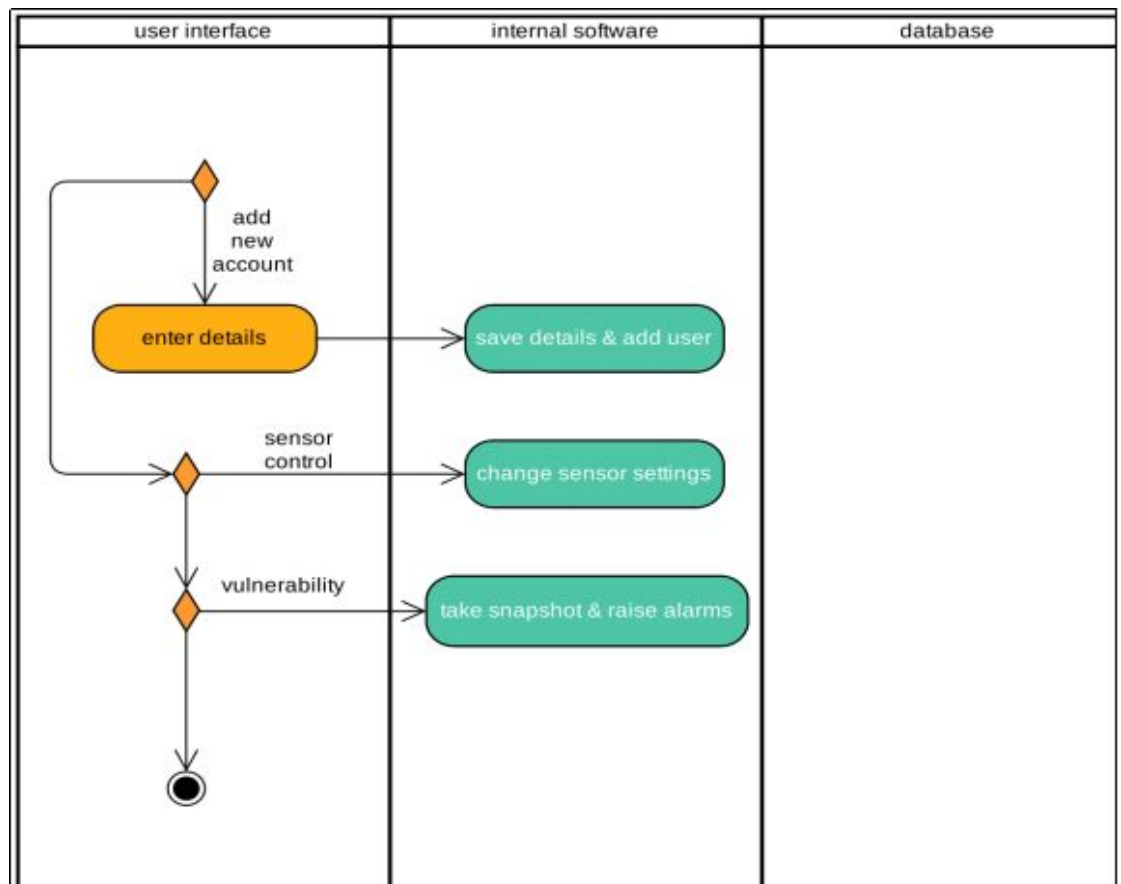 user interface
internal software
database
add
new
account
enter details
save details & add user
sensor
control
change sensor settings
vulnerability
take snapshot & raise alarms